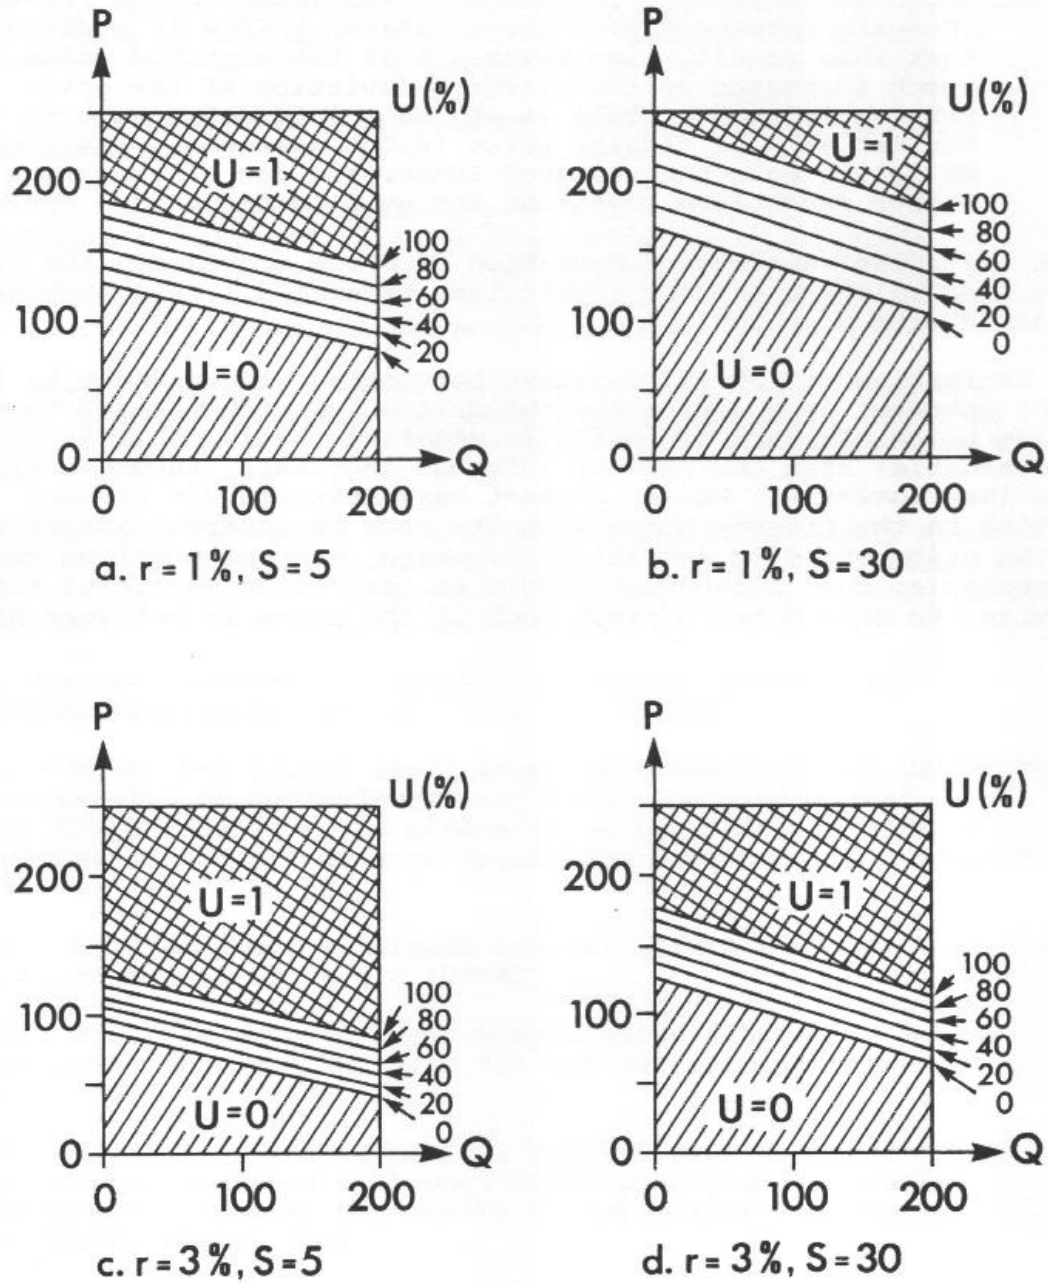 P
U (%)
200
U = 1
100
80
60
40
20
0
100
U = 0
0
Q
0 100 200
a. r = 1 %, S = 5
P
U (%)
200
U = 1
100
80
60
40
20
0
100
U = 0
0
Q
0 100 200
b. r = 1 %, S = 30
P
U (%)
200
U = 1
100
80
60
40
20
0
100
U = 0
0
Q
0 100 200
c. r = 3 %, S = 5
P
U (%)
200
U = 1
100
80
60
40
20
0
100
U = 0
0
Q
0 100 200
d. r = 3 %, S = 30